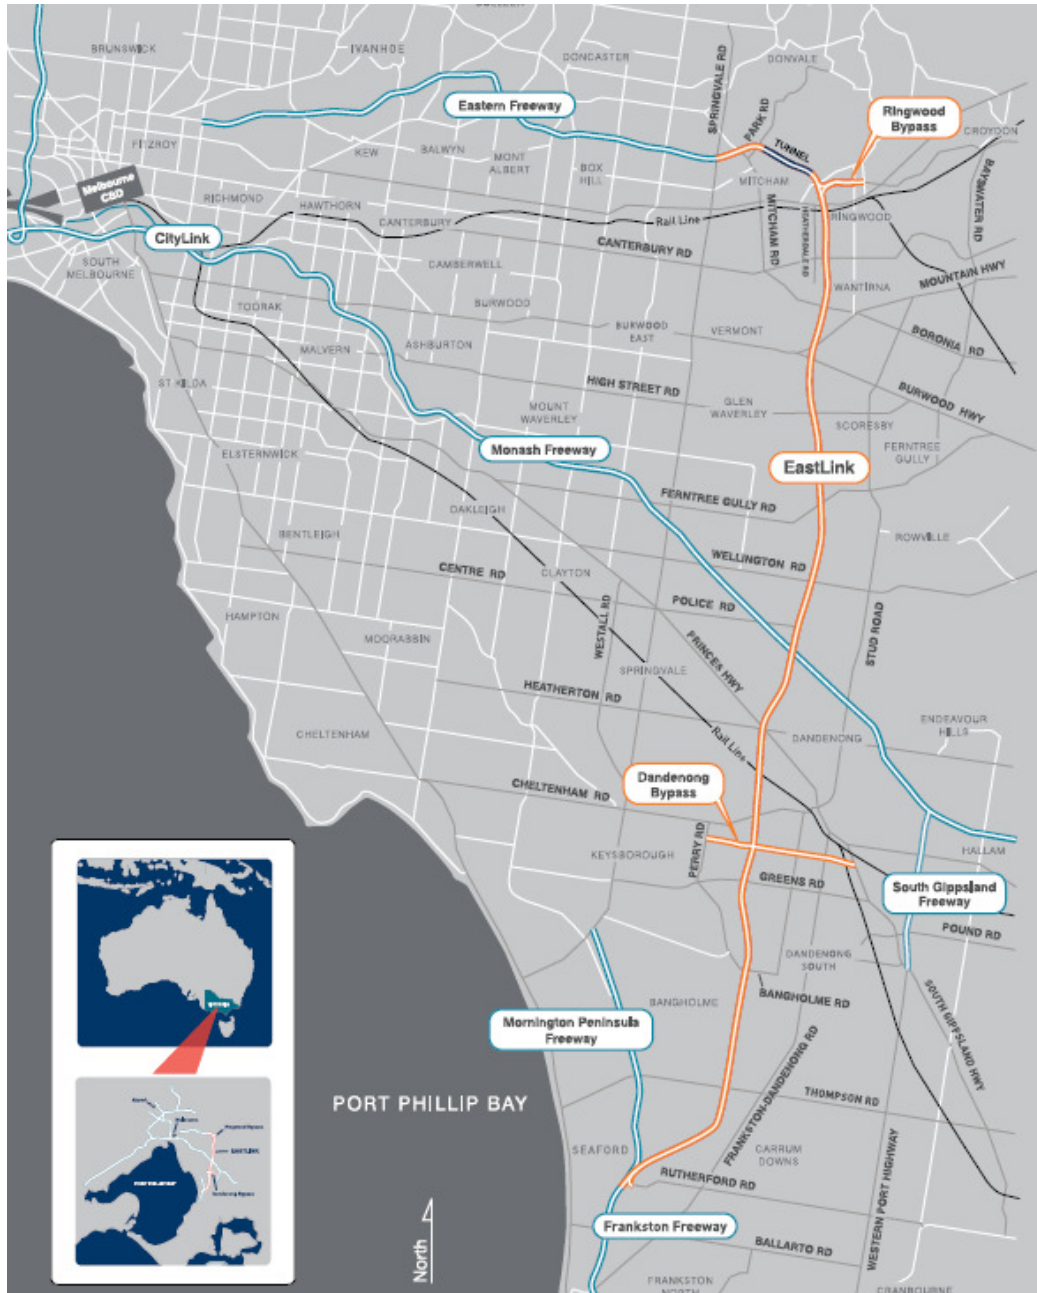 BRUNSWICK
IVANHOE
DONCASTER
SPRINGVALE RD
DONVALE
PARK RD
Eastern Freeway
Ringwood
Bypass
CROYDON
FITZROY
KEW
BALWYN
MONT
ALBERT
BOX
HILL
TUNNEL
MITCHAM
BAYSWATER RD
Melbourne
CBD
RICHMOND
HAWTHORN
CANTERBURY
Rail Line
MITCHAM RD
HEATHERDALE RD
RINGWOOD
CityLink
CANTERBURY RD
SOUTH
MELBOURNE
CAMBERWELL
MOUNTAIN HWY
WANTIRNA
TOORAK
BURWOOD
BURWOOD
EAST
VERMONT
BORONIA RD
MALVERN
ASHBURTON
ST KILDA
HIGH STREET RD
BURWOOD HWY
MOUNT
WAVERLEY
GLEN
WAVERLEY
SCORESBY
ELSTERNWICK
Monash Freeway
EastLink
FERNTREE
GULLY
FERNTREE GULLY RD
OAKLEIGH
BENTLEIGH
ROWVILLE
CENTRE RD
CLAYTON
WELLINGTON RD
HAMPTON
MOORABBIN
WESTALL RD
POLICE RD
STUD ROAD
PRINCES HWY
SPRINGVALE
HEATHERTON RD
CHELTENHAM
Rail Line
DANDENONG
ENDEAVOUR
HILLS
CHELTENHAM RD
Dandenong
Bypass
KEYSBOROUGH
PERRY RD
GREENS RD
HALLAM
South Gippsland
Freeway
POUND RD
DANDENONG
SOUTH
BANGHOLME
BANGHOLME RD
SOUTH GIPPSLAND HWY
Mornington Peninsula
Freeway
FRANKSTON-DANDENONG RD
THOMPSON RD
PORT PHILLIP BAY
SEAFORD
CARRUM
DOWNS
RUTHERFORD RD
WESTERN PORT HIGHWAY
Frankston Freeway
BALLARTO RD
North
FRANKSTON
NORTH
CRANBOURNE
EASTLINK